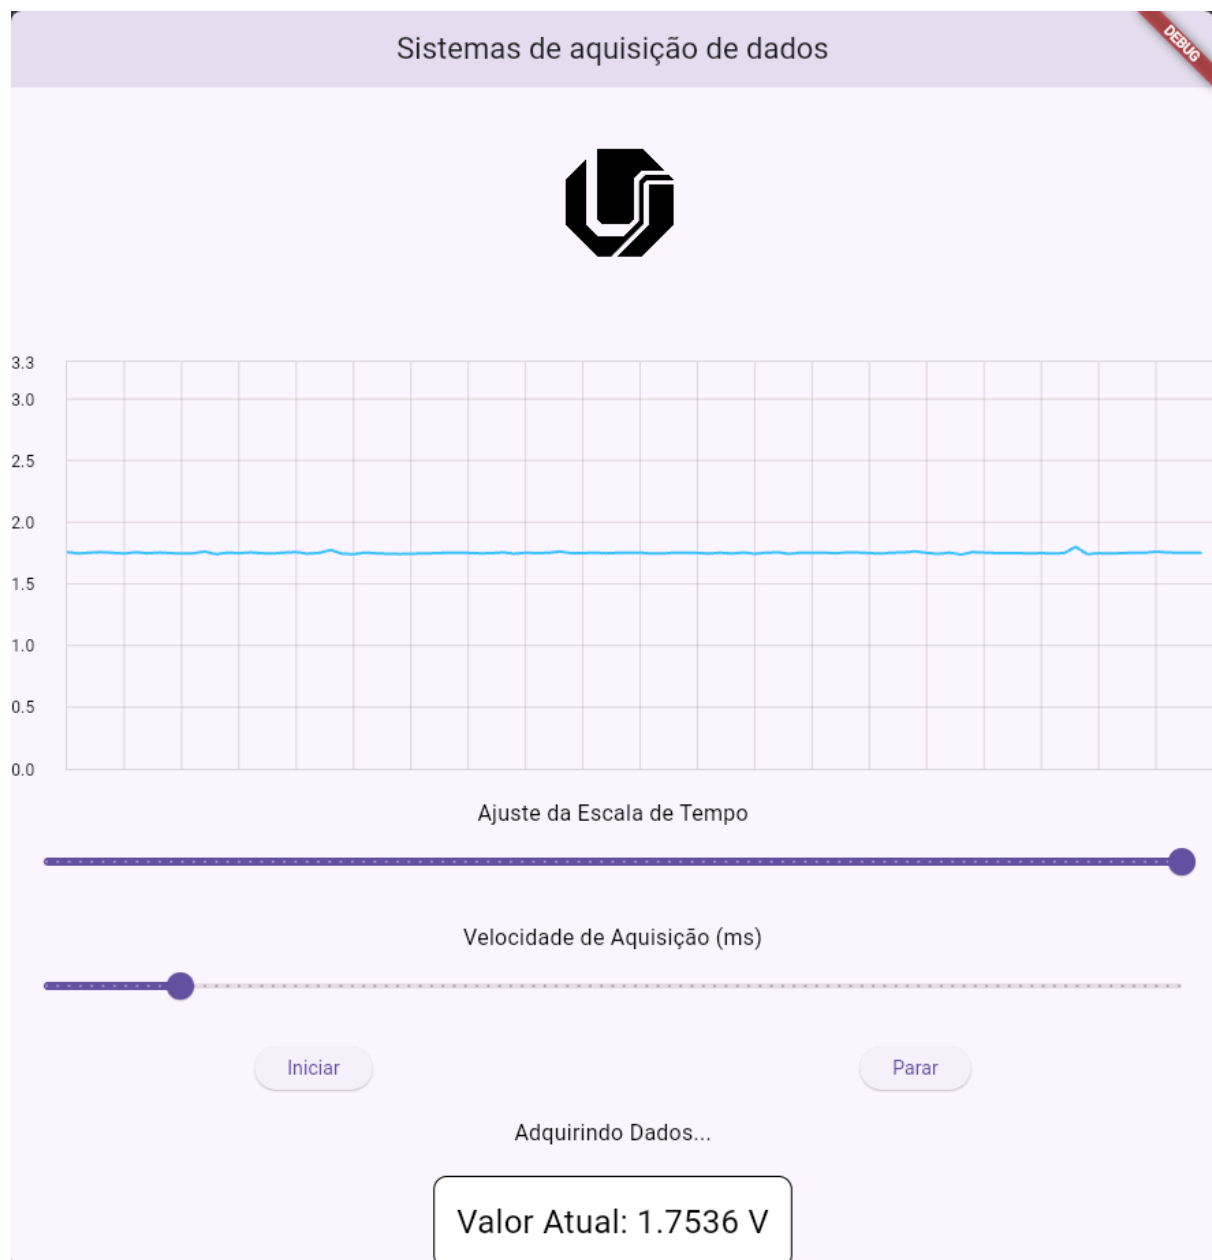 Sistemas de aquisição de dados
DEBUG
3.3
3.0
2.5
2.0
1.5
1.0
0.5
0.0
Ajuste da Escala de Tempo
Velocidade de Aquisição (ms)
Iniciar
Parar
Adquirindo Dados...
Valor Atual: 1.7536 V